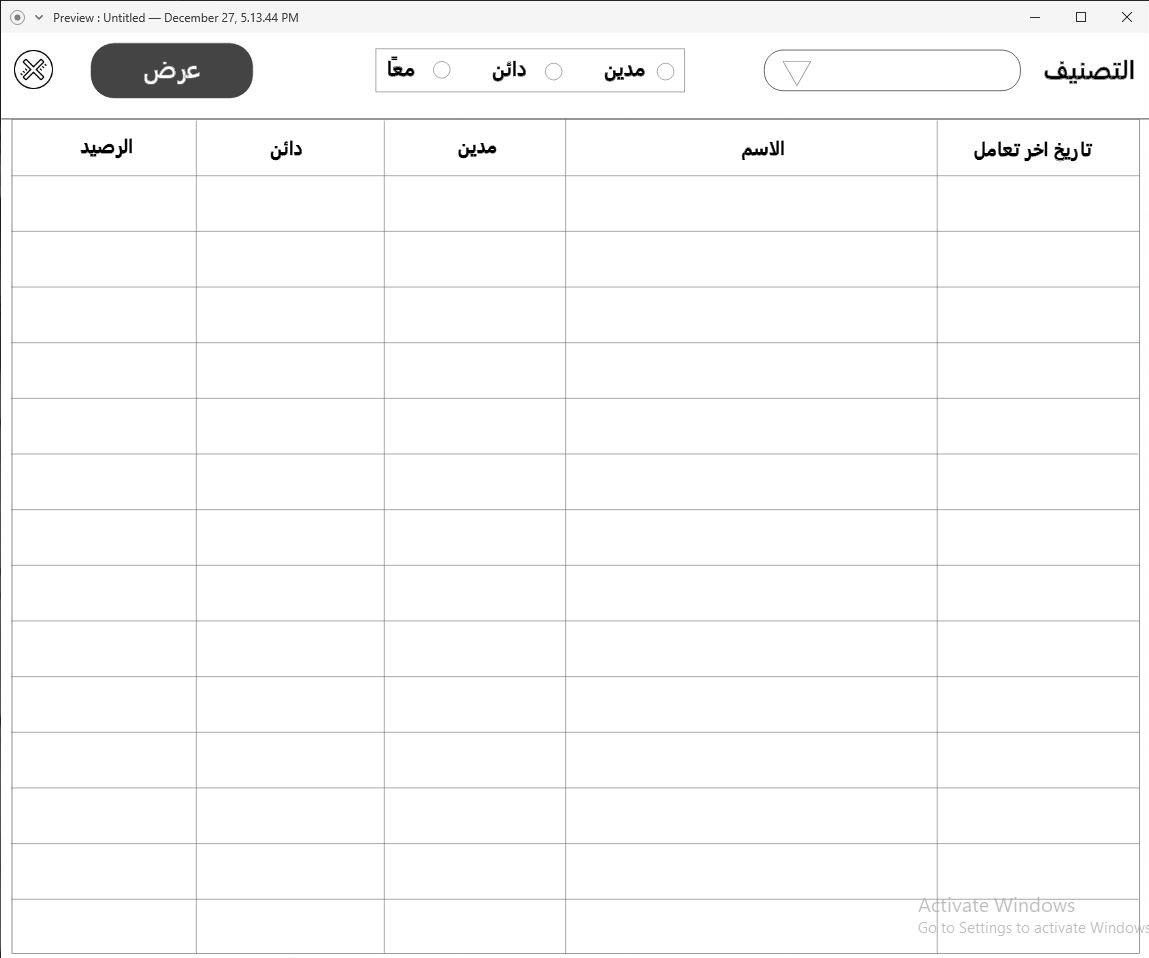 Preview : Untitled — December 27, 5.13.44 PM
التصنيف
مدين دائن معًا
عرض
تاريخ اخر تعامل الاسم مدين دائن الرصيد
Activate Windows
Go to Settings to activate Windows